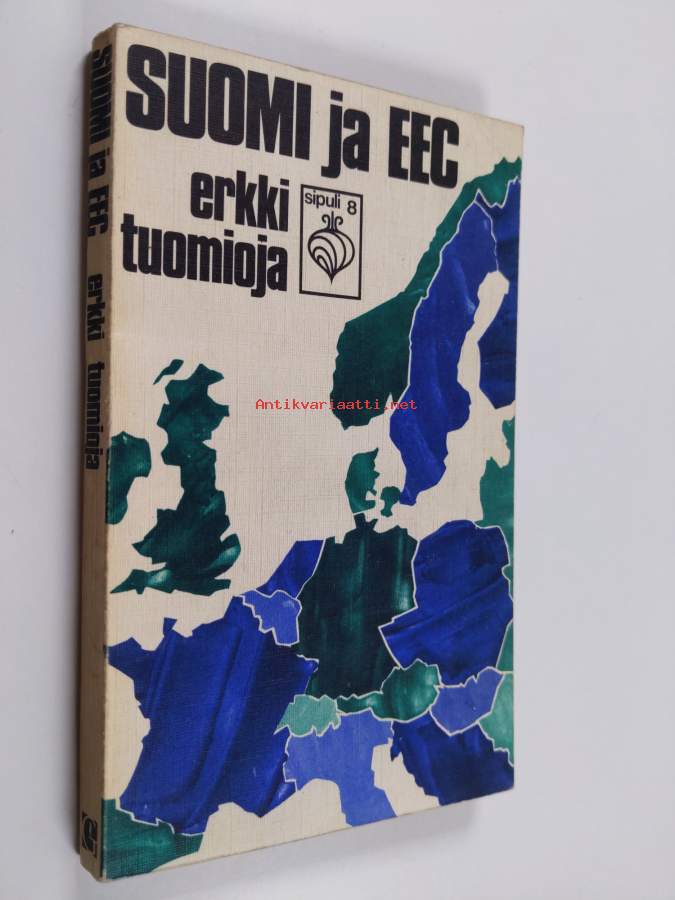 SUOMI ja EEC
erkki
tuomioja
sipuli 8
SUOMI ja EEC erkki tuomioja
Antikvariaatti.net